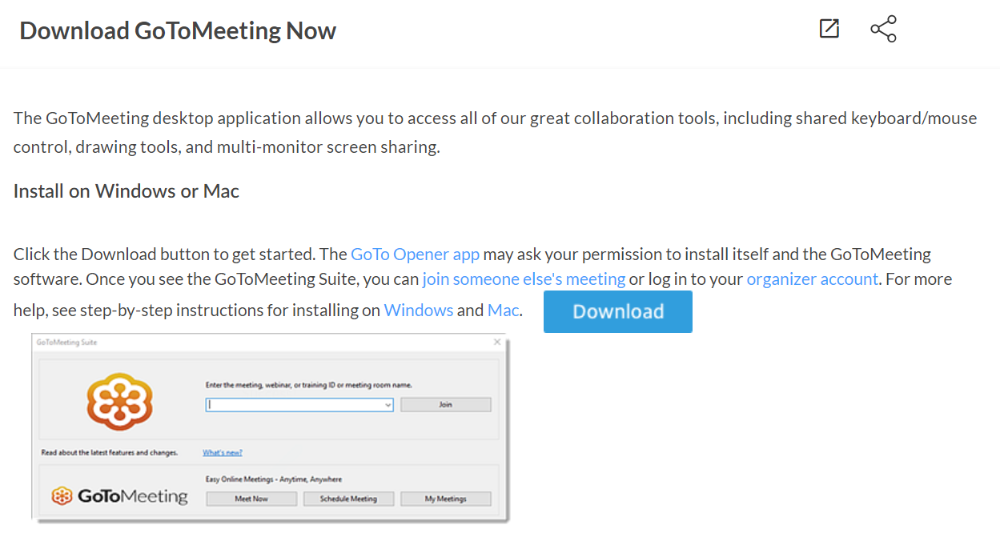 Download GoToMeeting Now
The GoToMeeting desktop application allows you to access all of our great collaboration tools, including shared keyboard/mouse
control, drawing tools, and multi-monitor screen sharing.
Install on Windows or Mac
Click the Download button to get started. The GoTo Opener app may ask your permission to install itself and the GoToMeeting
software. Once you see the GoToMeeting Suite, you can join someone else's meeting or log in to your organizer account. For more
help, see step-by-step instructions for installing on Windows and Mac. Download
GoToMeeting Suite
Enter the meeting, webinar, or training ID or meeting room name.
Join
Read about the latest features and changes. What's new?
Easy Online Meetings - Anytime, Anywhere
GoToMeeting Meet Now Schedule Meeting My Meetings